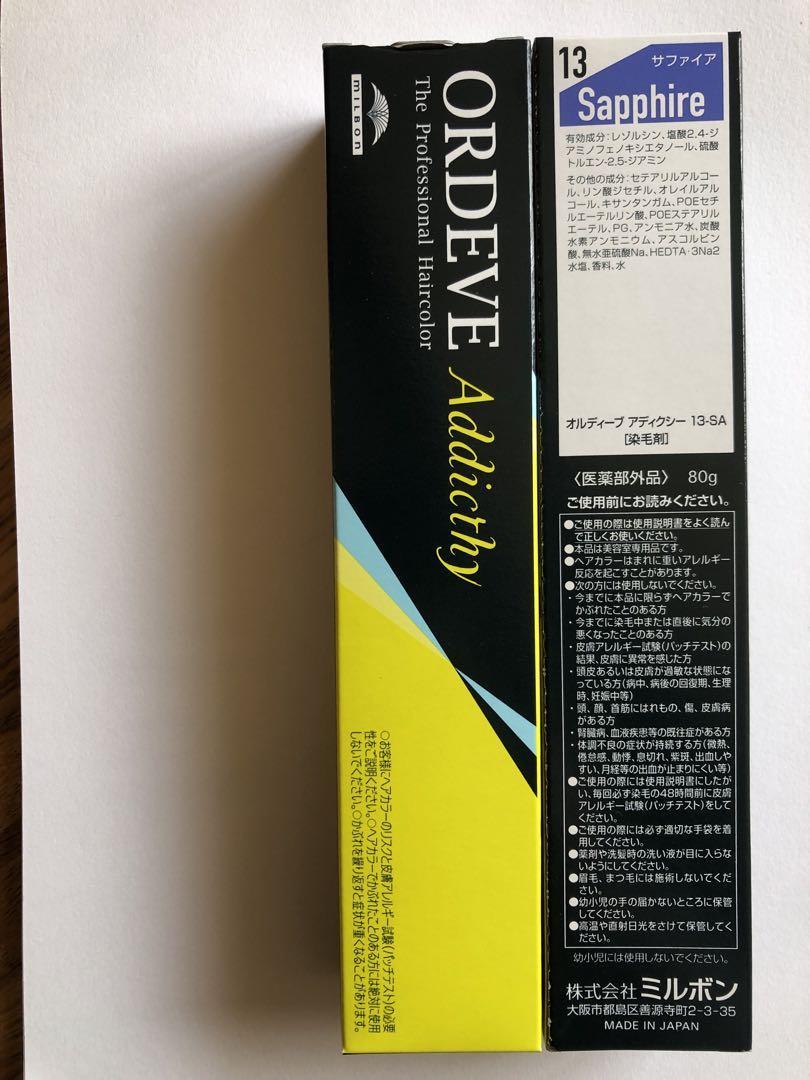 MILBON
ORDEVE Addicthy
The Professional Haircolor
○お客様にヘアカラーのリスクと皮膚アレルギー試験(パッチテスト)の必要
性をご説明ください。○ヘアカラーでかぶれたことのある方には絶対に使用
しないでください。○かぶれを繰り返すと症状が重くなることがあります。
13
サファイア
Sapphire
有効成分:レゾルシン、塩酸2,4-ジ
アミノフェノキシエタノール、硫酸
トルエン-2,5-ジアミン
その他の成分:セテアリルアルコー
ル、リン酸ジセチル、オレイルアル
コール、キサンタンガム、POEセチ
ルエーテルリン酸、POEステアリル
エーテル、PG、アンモニア水、炭酸
水素アンモニウム、アスコルビン
酸、無水亜硫酸Na、HEDTA・3Na2
水塩、香料、水
オルディーブ アディクシー 13-SA
[染毛剤]
〈医薬部外品〉 80g
ご使用前にお読みください。
●ご使用の際は使用説明書をよく読ん
で正しくお使いください。
●本品は美容室専用品です。
●ヘアカラーはまれに重いアレルギー
反応を起こすことがあります。
●次の方には使用しないでください。
・今までに本品に限らずヘアカラーで
かぶれたことのある方
・今までに染毛中または直後に気分の
悪くなったことのある方
・皮膚アレルギー試験(パッチテスト)の
結果、皮膚に異常を感じた方
・頭皮あるいは皮膚が過敏な状態にな
っている方(病中、病後の回復期、生理
時、妊娠中等)
・頭、顔、首筋にはれもの、傷、皮膚病
がある方
・腎臓病、血液疾患等の既往症がある方
・体調不良の症状が持続する方(微熱、
倦怠感、動悸、息切れ、紫斑、出血しや
すい、月経等の出血が止まりにくい等)
●ご使用の際には使用説明書にしたが
い、毎回必ず染毛の48時間前に皮膚
アレルギー試験(パッチテスト)をして
ください。
●ご使用の際には必ず適切な手袋を着
用してください。
●薬剤や洗髪時の洗い液が目に入らな
いようにしてください。
●眉毛、まつ毛には施術しないでくだ
さい。
●幼小児の手の届かないところに保管
してください。
●高温や直射日光をさけて保管してく
ださい。
幼小児には使用しないでください。
株式会社 ミルボン
大阪市都島区善源寺町2-3-35
MADE IN JAPAN